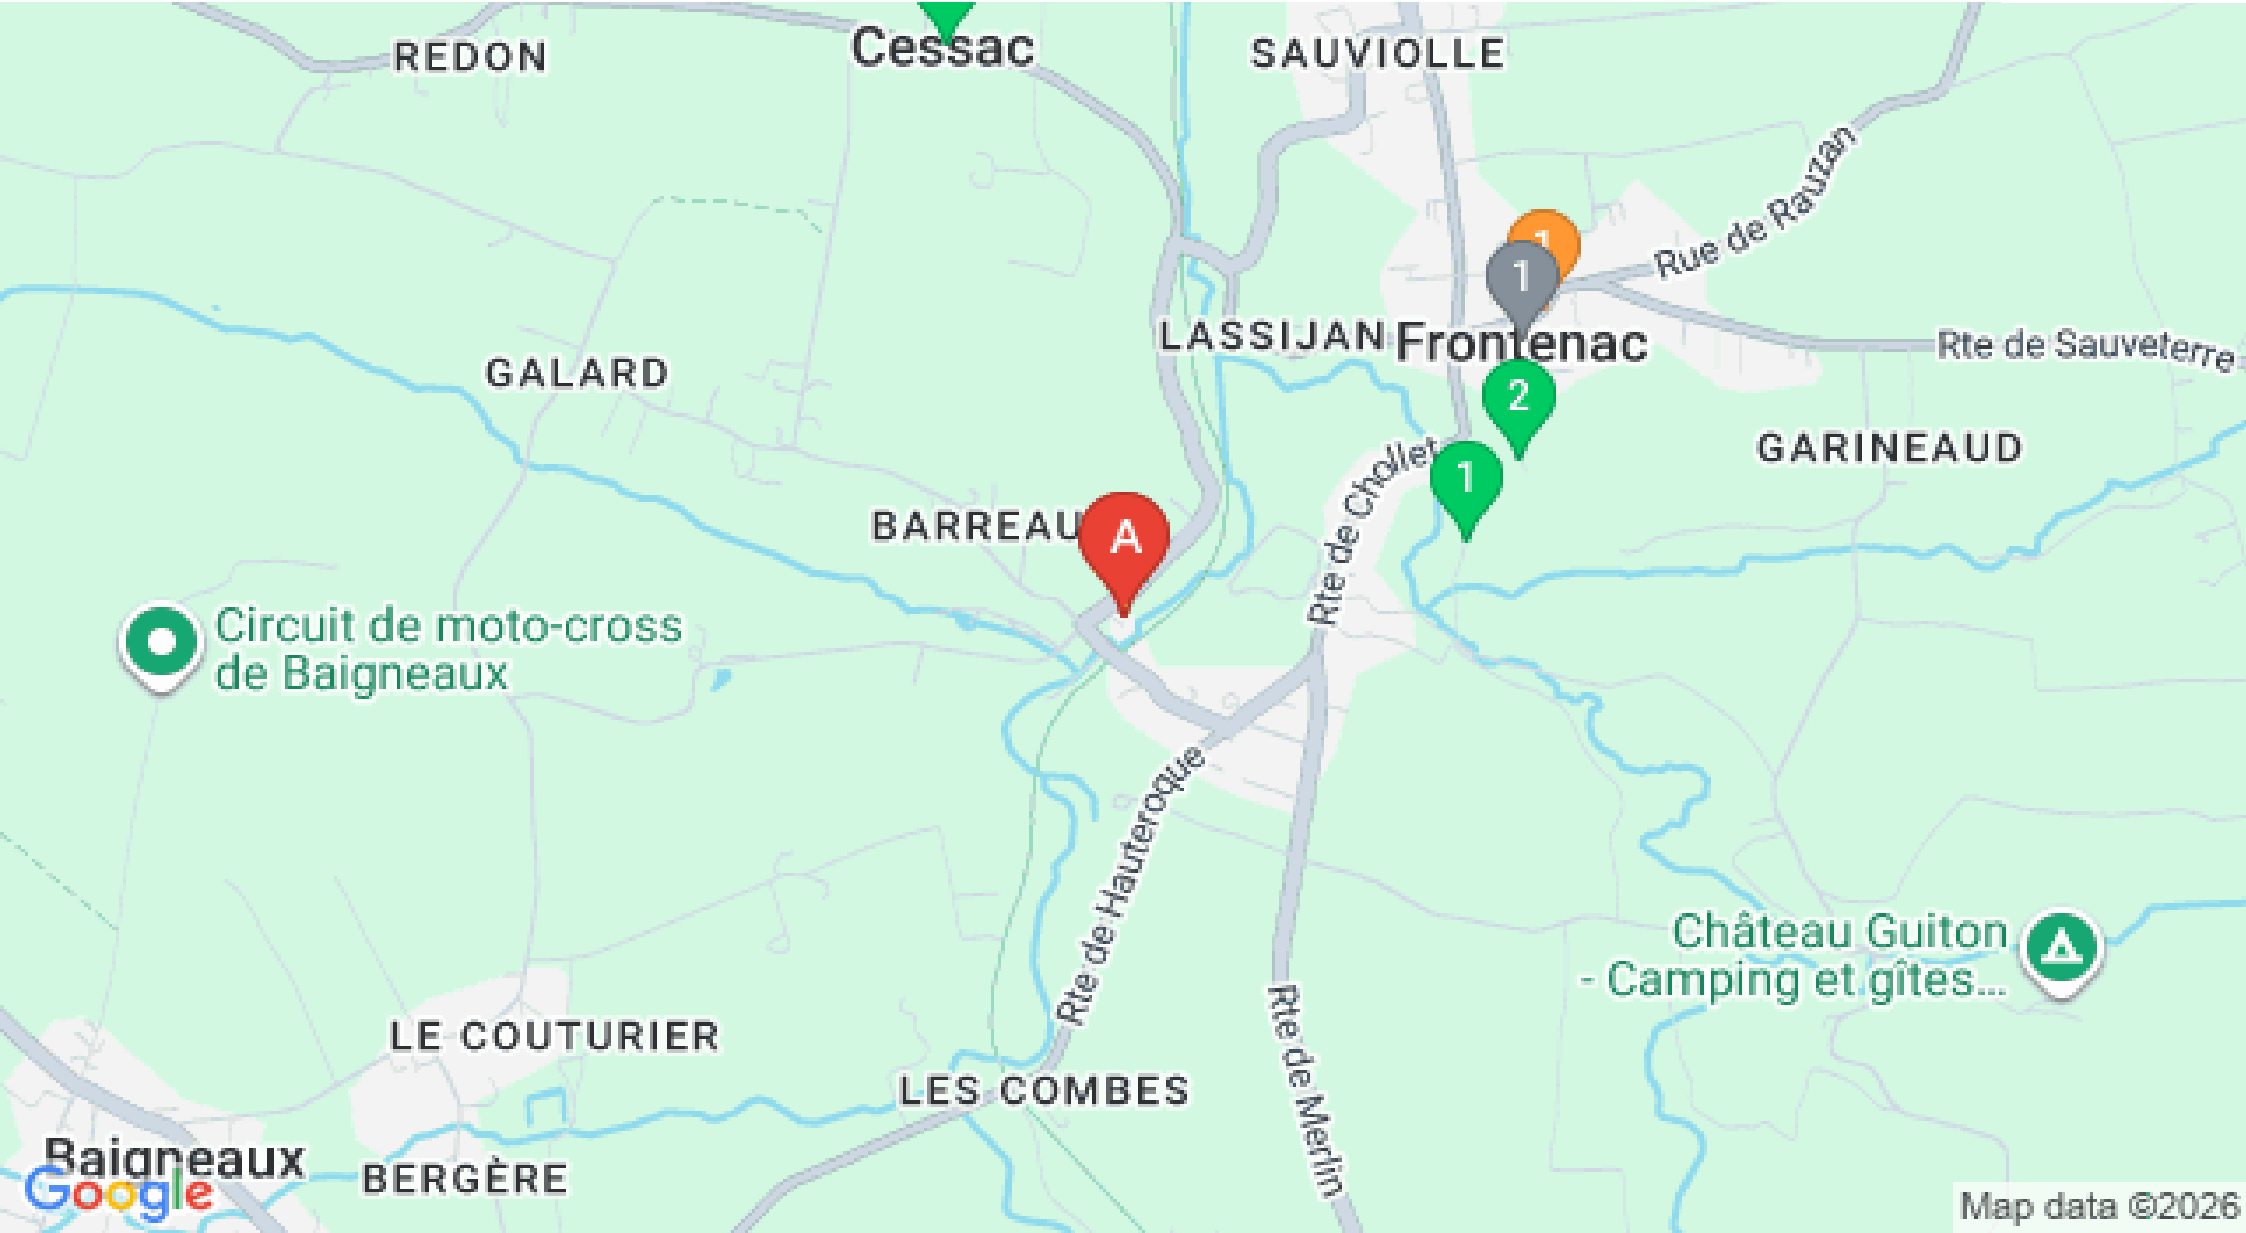 REDON
Cessac
SAUVIOLLE
Rue de Rauzan
1
1
LASSIJAN
Frontenac
Rte de Sauveterre
GALARD
2
Rte de Chollet
1
GARINEAUD
BARREAU
A
Circuit de moto-cross
de Baigneaux
Rte de Hauteroque
Château Guiton
- Camping et gîtes...
Rte de Merlin
LE COUTURIER
LES COMBES
Baigneaux
BERGÈRE
Google
Map data ©2026